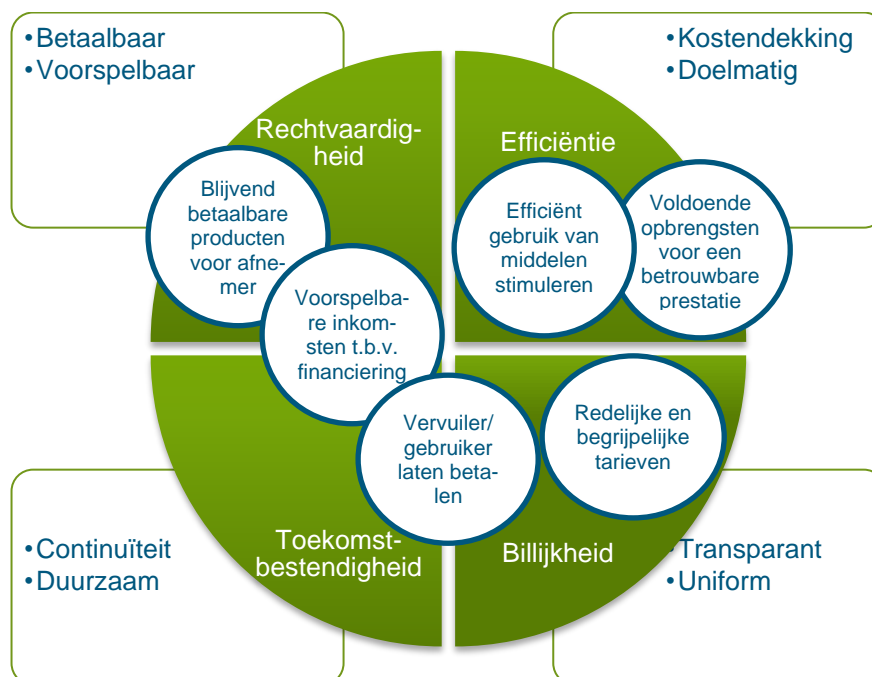 •Betaalbaar
•Voorspelbaar
•Kostendekking
•Doelmatig
Rechtvaardig-
heid
Efficiëntie
Blijvend
betaalbare
producten
voor afne-
mer
Voorspelba-
re inkom-
sten t.b.v.
financiering
Efficiënt
gebruik van
middelen
stimuleren
Voldoende
opbrengsten
voor een
betrouwbare
prestatie
Vervuiler/
gebruiker
laten beta-
len
Redelijke en
begrijpelijke
tarieven
Toekomst-
bestendigheid
Billijkheid
•Continuïteit
•Duurzaam
•Transparant
•Uniform